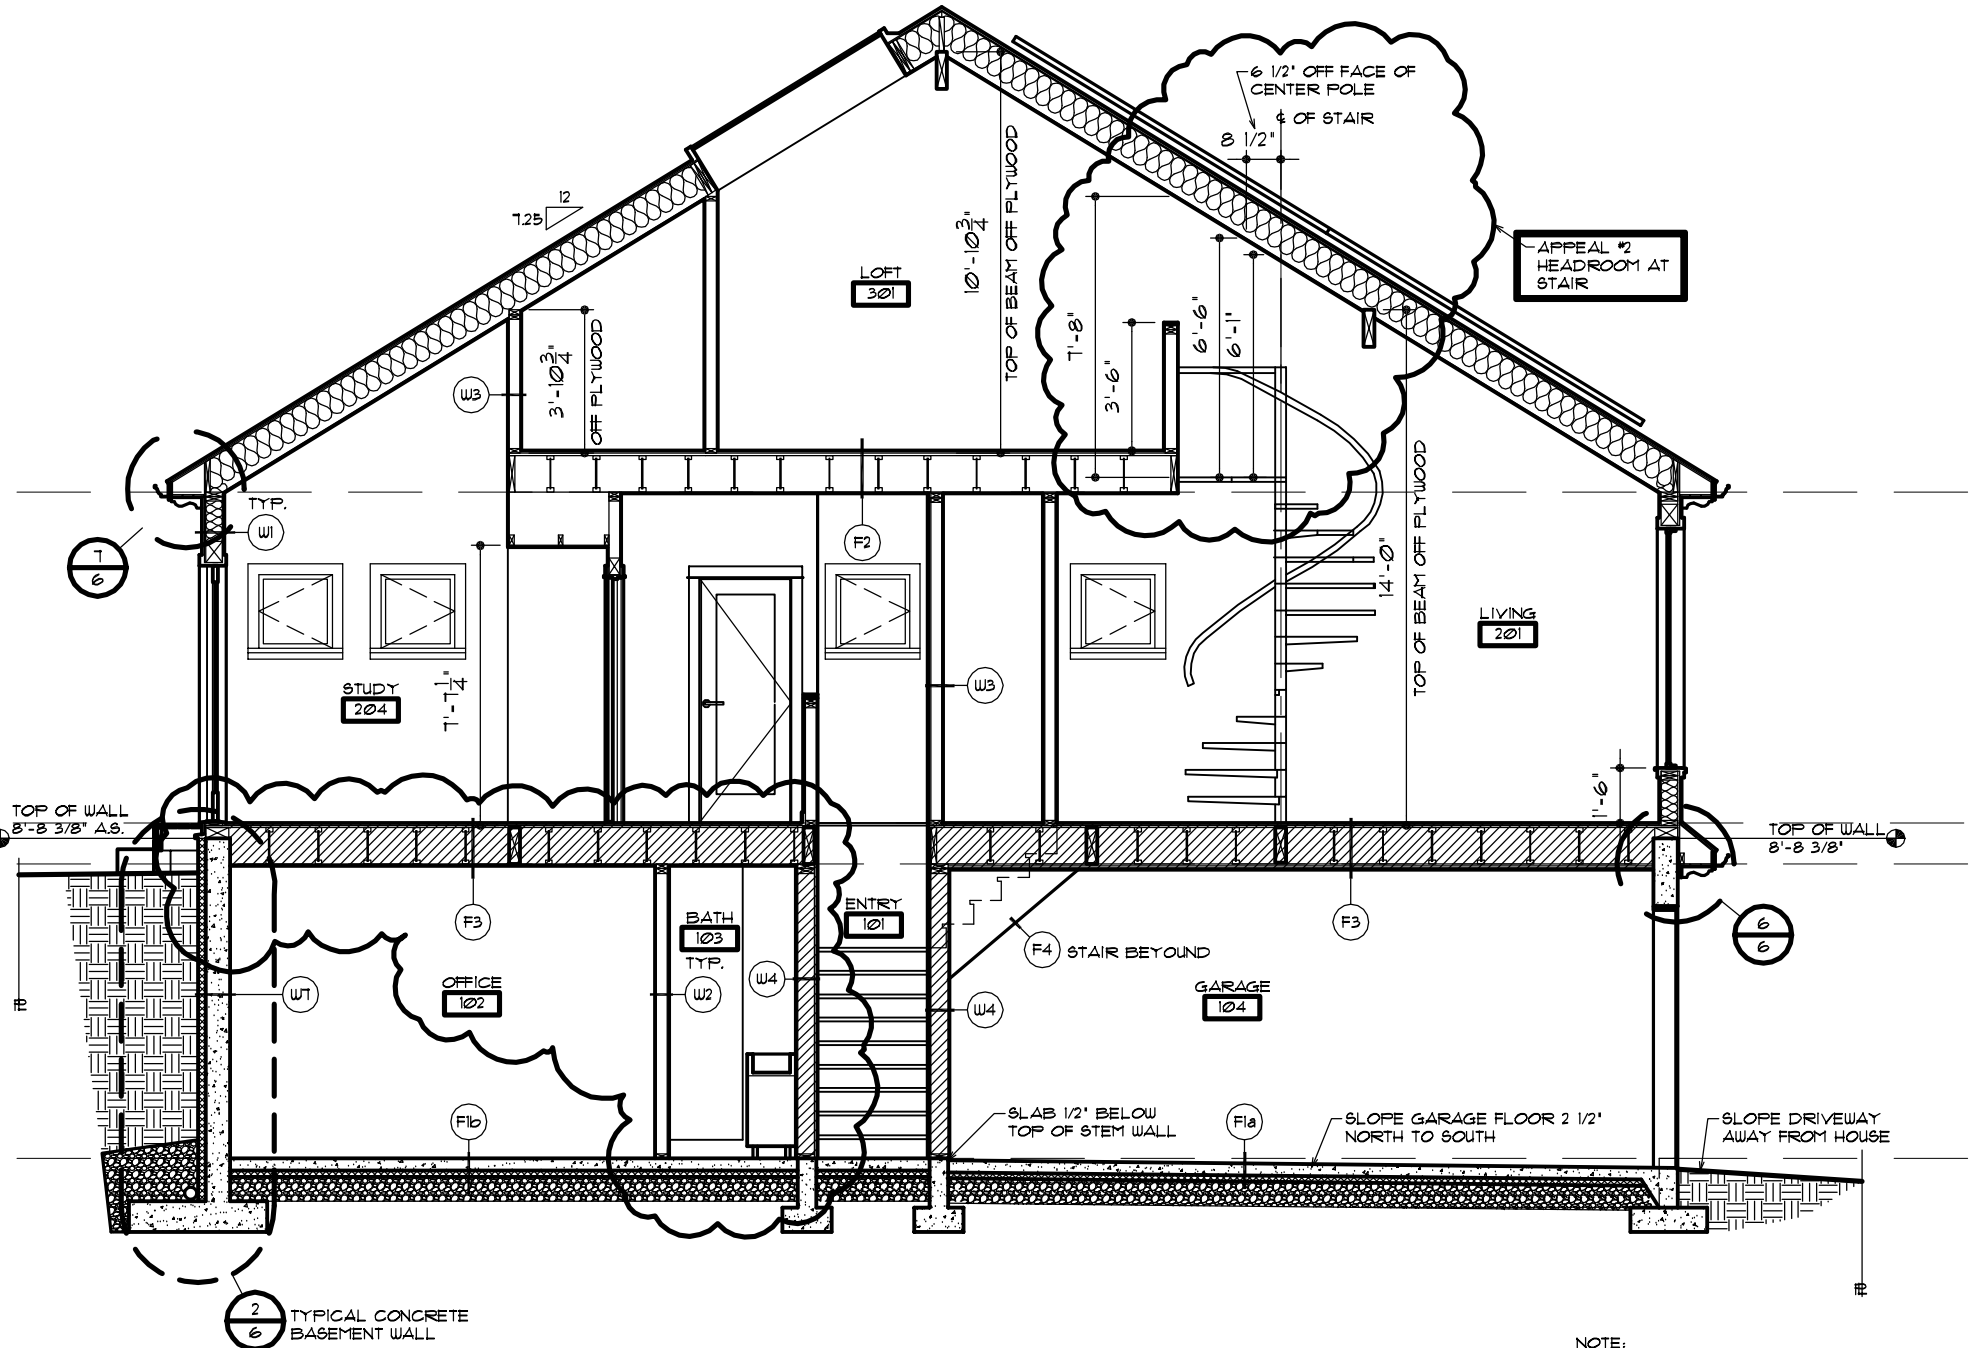 6 1/2" OFF FACE OF
CENTER POLE
℄ OF STAIR
8 1/2"
APPEAL #2
HEADROOM AT
STAIR
12
7.25
LOFT
301
10'-10 3/4"
TOP OF BEAM OFF PLYWOOD
7'-8"
3'-6"
6'-6"
6'-1"
3'-10 3/4"
OFF PLYWOOD
W3
TYP.
W1
7
6
F2
14'-0"
TOP OF BEAM OFF PLYWOOD
LIVING
201
STUDY
204
7'-7 1/4"
W3
1'-6"
TOP OF WALL
8'-8 3/8" A.S.
TOP OF WALL
8'-8 3/8"
F3
BATH
103
TYP.
W2
W4
ENTRY
101
F4
STAIR BEYOUND
F3
6
6
W7
OFFICE
102
W4
GARAGE
104
PL
F1b
SLAB 1/2" BELOW
TOP OF STEM WALL
F1a
SLOPE GARAGE FLOOR 2 1/2"
NORTH TO SOUTH
SLOPE DRIVEWAY
AWAY FROM HOUSE
PL
2
6
TYPICAL CONCRETE
BASEMENT WALL
NOTE: